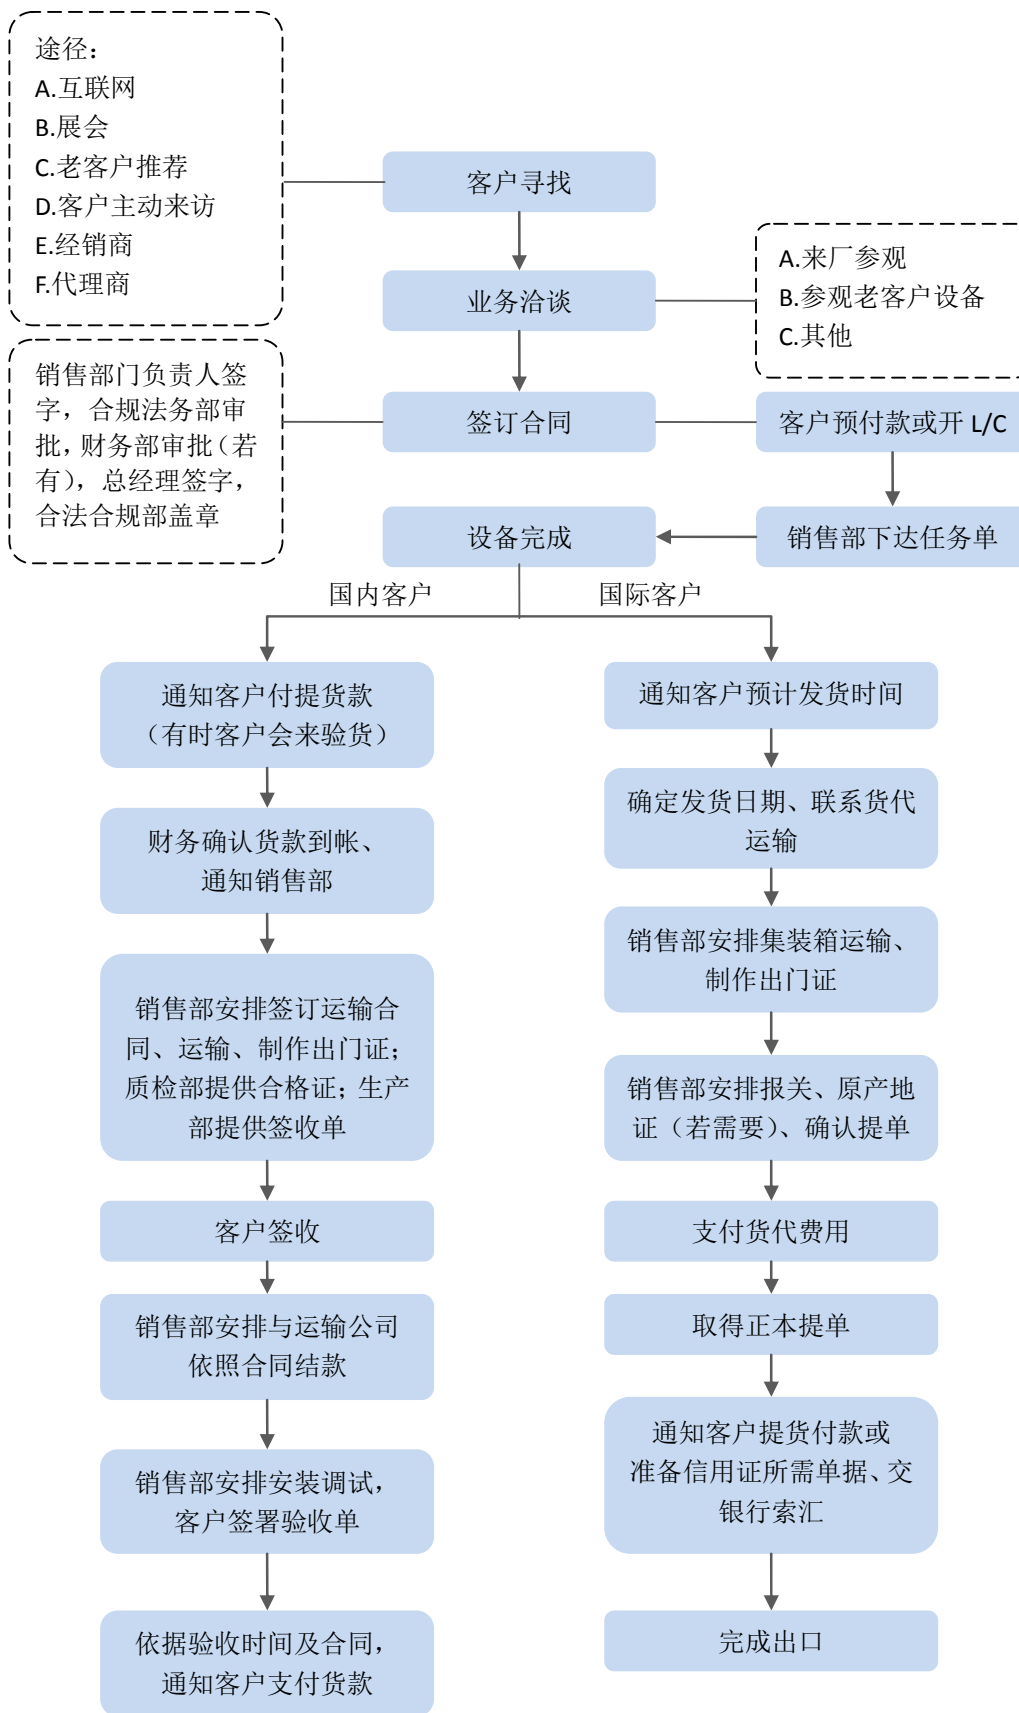 途径：
A.互联网
B.展会
C.老客户推荐
D.客户主动来访
E.经销商
F.代理商
客户寻找
业务洽谈
A.来厂参观
B.参观老客户设备
C.其他
销售部门负责人签
字，合规法务部审
批，财务部审批（若
有），总经理签字，
合法合规部盖章
签订合同
客户预付款或开 L/C
设备完成
销售部下达任务单
国内客户
国际客户
通知客户付提货款
（有时客户会来验货）
财务确认货款到帐、
通知销售部
销售部安排签订运输合
同、运输、制作出门证；
质检部提供合格证；生产
部提供签收单
客户签收
销售部安排与运输公司
依照合同结款
销售部安排安装调试，
客户签署验收单
依据验收时间及合同，
通知客户支付货款
通知客户预计发货时间
确定发货日期、联系货代
运输
销售部安排集装箱运输、
制作出门证
销售部安排报关、原产地
证（若需要）、确认提单
支付货代费用
取得正本提单
通知客户提货付款或
准备信用证所需单据、交
银行索汇
完成出口